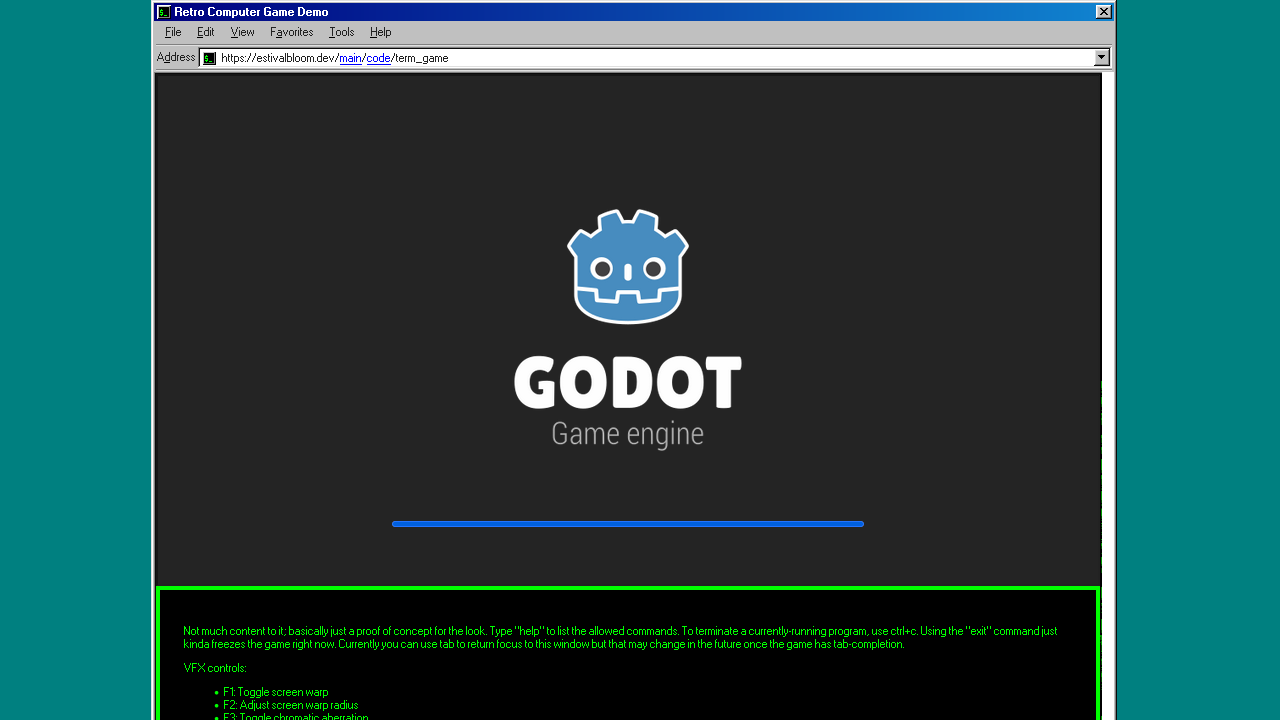 Retro Computer Game Demo
File Edit View Favorites Tools Help
Address https://estivalbloom.dev/main/code/term_game
GODOT
Game engine
Not much content to it; basically just a proof of concept for the look. Type "help" to list the allowed commands. To terminate a currently-running program, use ctrl+c. Using the "exit" command just
kinda freezes the game right now. Currently you can use tab to return focus to this window but that may change in the future once the game has tab-completion.
VFX controls:
• F1: Toggle screen warp
• F2: Adjust screen warp radius
• F3: Toggle chromatic aberration